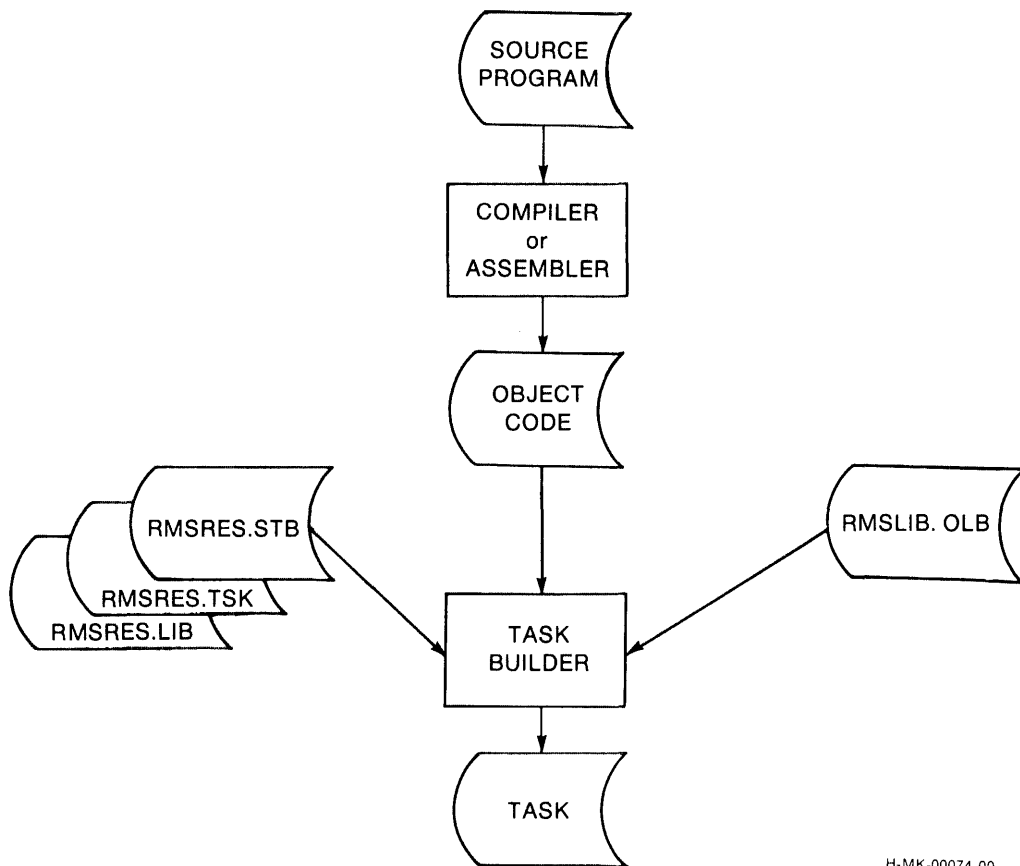 SOURCE
PROGRAM
COMPILER
or
ASSEMBLER
OBJECT
CODE
RMSRES.STB
RMSRES.TSK
RMSRES.LIB
RMSLIB. OLB
TASK
BUILDER
TASK
H-MK-00074-00